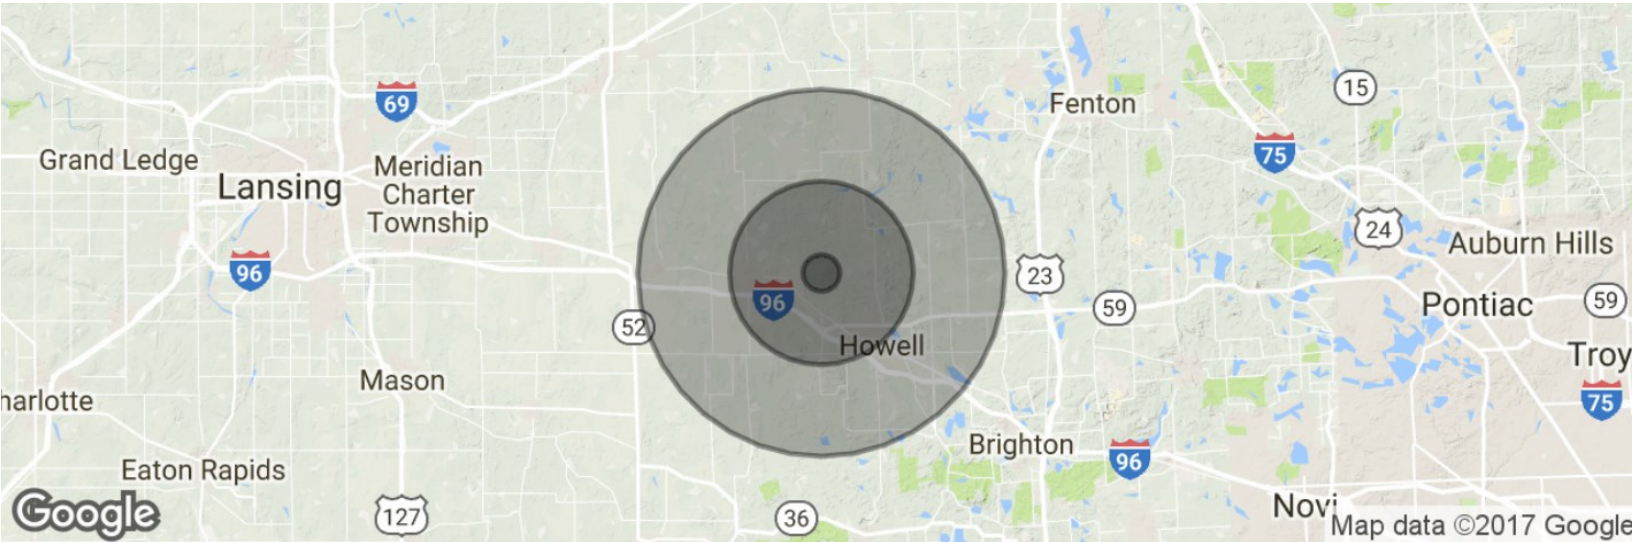 15
69
Fenton
75
Grand Ledge
Meridian
Charter
Township
Lansing
24
Auburn Hills
96
23
96
59
59
Pontiac
52
Howell
Troy
Mason
harlotte
75
Brighton
96
Eaton Rapids
Google
127
36
Novi
Map data ©2017 Google